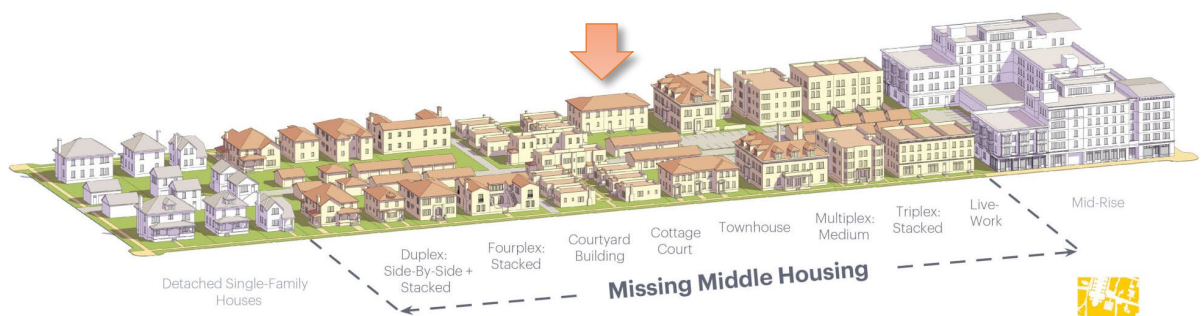 Detached Single-Family
Houses
Duplex:
Side-By-Side +
Stacked
Fourplex:
Stacked
Courtyard
Building
Cottage
Court
Townhouse
Multiplex:
Medium
Triplex:
Stacked
Live-
Work
Mid-Rise
Missing Middle Housing